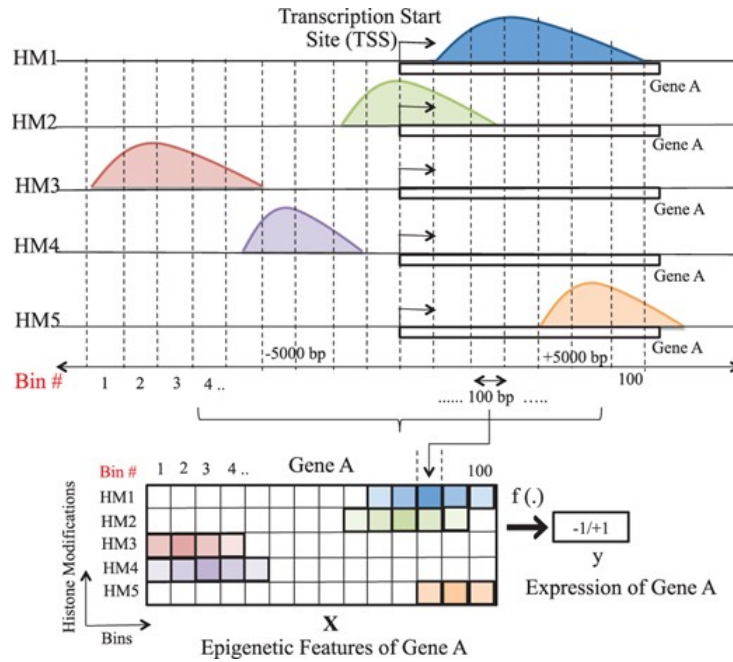 Transcription Start
Site (TSS)
HM1
Gene A
HM2
Gene A
HM3
Gene A
HM4
Gene A
HM5
Gene A
-5000 bp
+5000 bp
Bin #
1 2 3 4 ..
100
...... 100 bp .....
Bin #
1 2 3 4 ..
Gene A
100
Histone Modifications
HM1
HM2
HM3
HM4
HM5
f (.)
-1/+1
y
Expression of Gene A
Bins
X
Epigenetic Features of Gene A